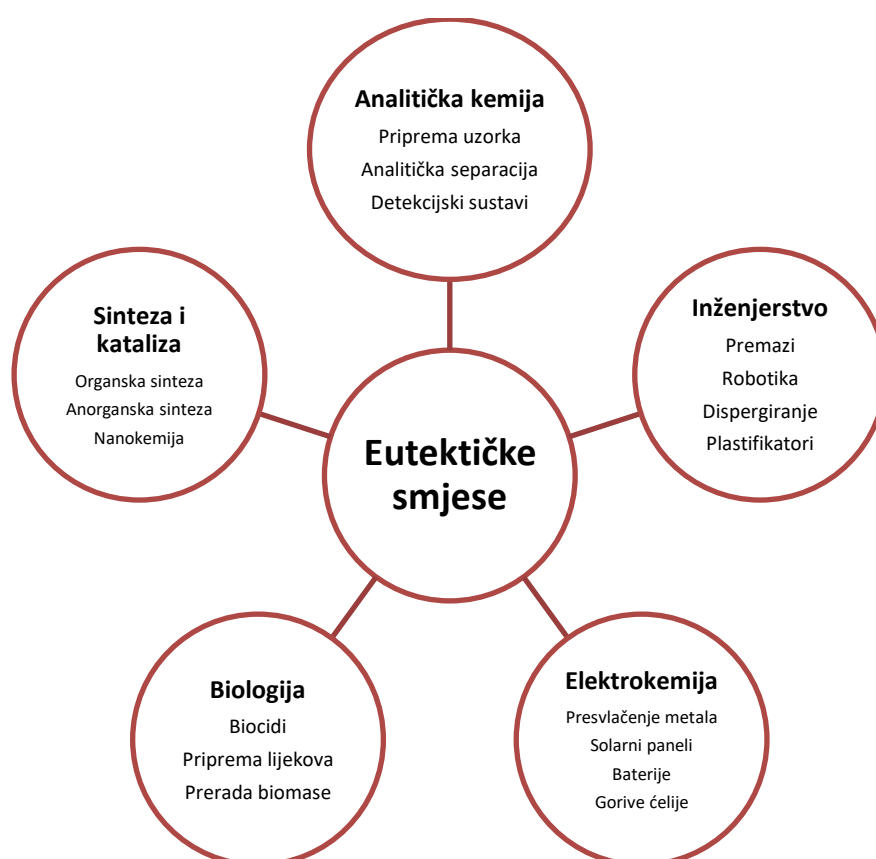 Analitička kemija
Priprema uzorka
Analitička separacija
Detekcijski sustavi
Sinteza i
kataliza
Organska sinteza
Anorganska sinteza
Nanokemija
Inženjerstvo
Premazi
Robotika
Dispergiranje
Plastifikatori
Eutektičke
smjese
Biologija
Biocidi
Priprema lijekova
Prerada biomase
Elektrokemija
Presvlačenje metala
Solarni paneli
Baterije
Gorive ćelije